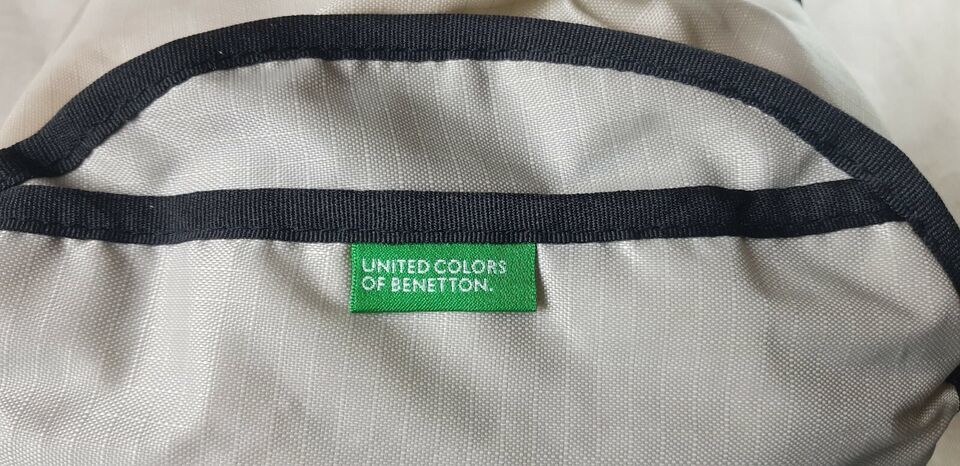 UNITED COLORS
OF BENETTON.